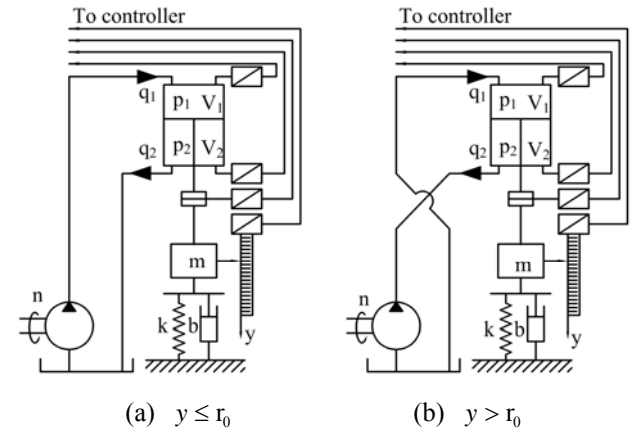 To controller
q1
p1 V1
q2
p2 V2
m
n
k
b
y
(a) y ≤ r0
To controller
q1
p1 V1
q2
p2 V2
m
n
k
b
y
(b) y > r0